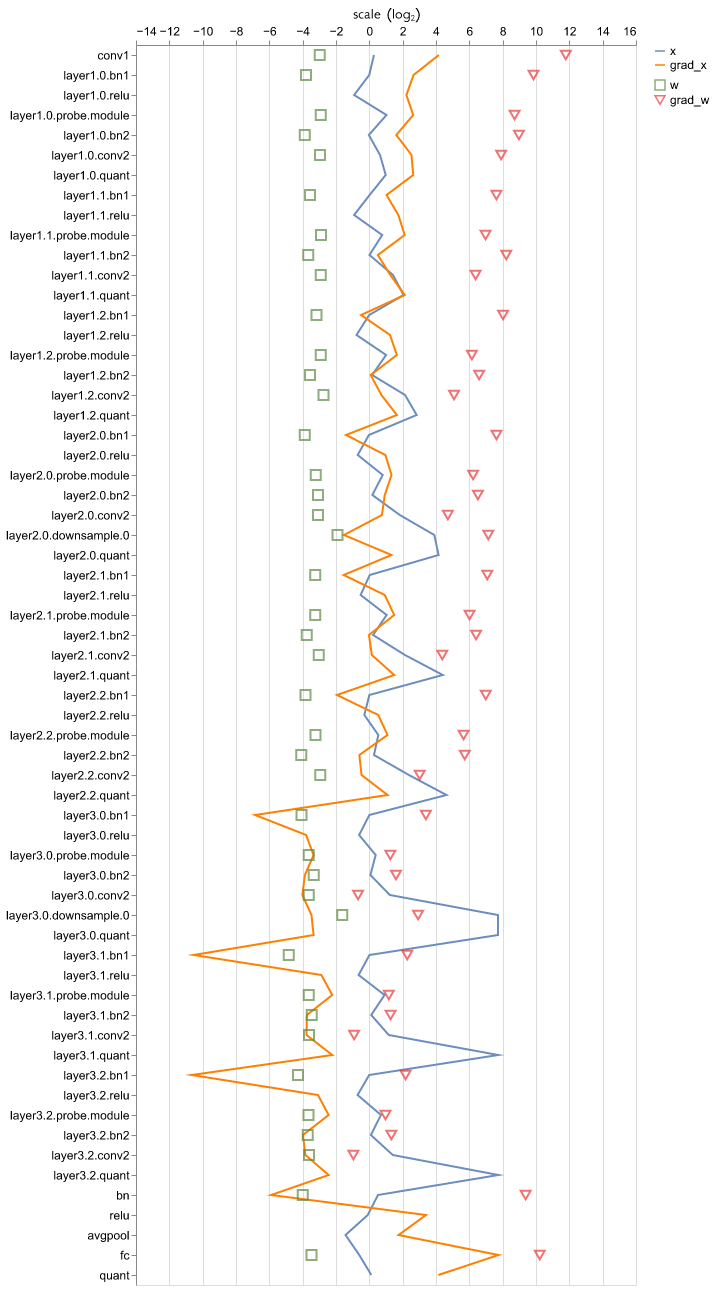 scale (log₂)
−14 −12 −10 −8 −6 −4 −2 0 2 4 6 8 10 12 14 16
x
grad_x
w
grad_w
conv1
layer1.0.bn1
layer1.0.relu
layer1.0.probe.module
layer1.0.bn2
layer1.0.conv2
layer1.0.quant
layer1.1.bn1
layer1.1.relu
layer1.1.probe.module
layer1.1.bn2
layer1.1.conv2
layer1.1.quant
layer1.2.bn1
layer1.2.relu
layer1.2.probe.module
layer1.2.bn2
layer1.2.conv2
layer1.2.quant
layer2.0.bn1
layer2.0.relu
layer2.0.probe.module
layer2.0.bn2
layer2.0.conv2
layer2.0.downsample.0
layer2.0.quant
layer2.1.bn1
layer2.1.relu
layer2.1.probe.module
layer2.1.bn2
layer2.1.conv2
layer2.1.quant
layer2.2.bn1
layer2.2.relu
layer2.2.probe.module
layer2.2.bn2
layer2.2.conv2
layer2.2.quant
layer3.0.bn1
layer3.0.relu
layer3.0.probe.module
layer3.0.bn2
layer3.0.conv2
layer3.0.downsample.0
layer3.0.quant
layer3.1.bn1
layer3.1.relu
layer3.1.probe.module
layer3.1.bn2
layer3.1.conv2
layer3.1.quant
layer3.2.bn1
layer3.2.relu
layer3.2.probe.module
layer3.2.bn2
layer3.2.conv2
layer3.2.quant
bn
relu
avgpool
fc
quant